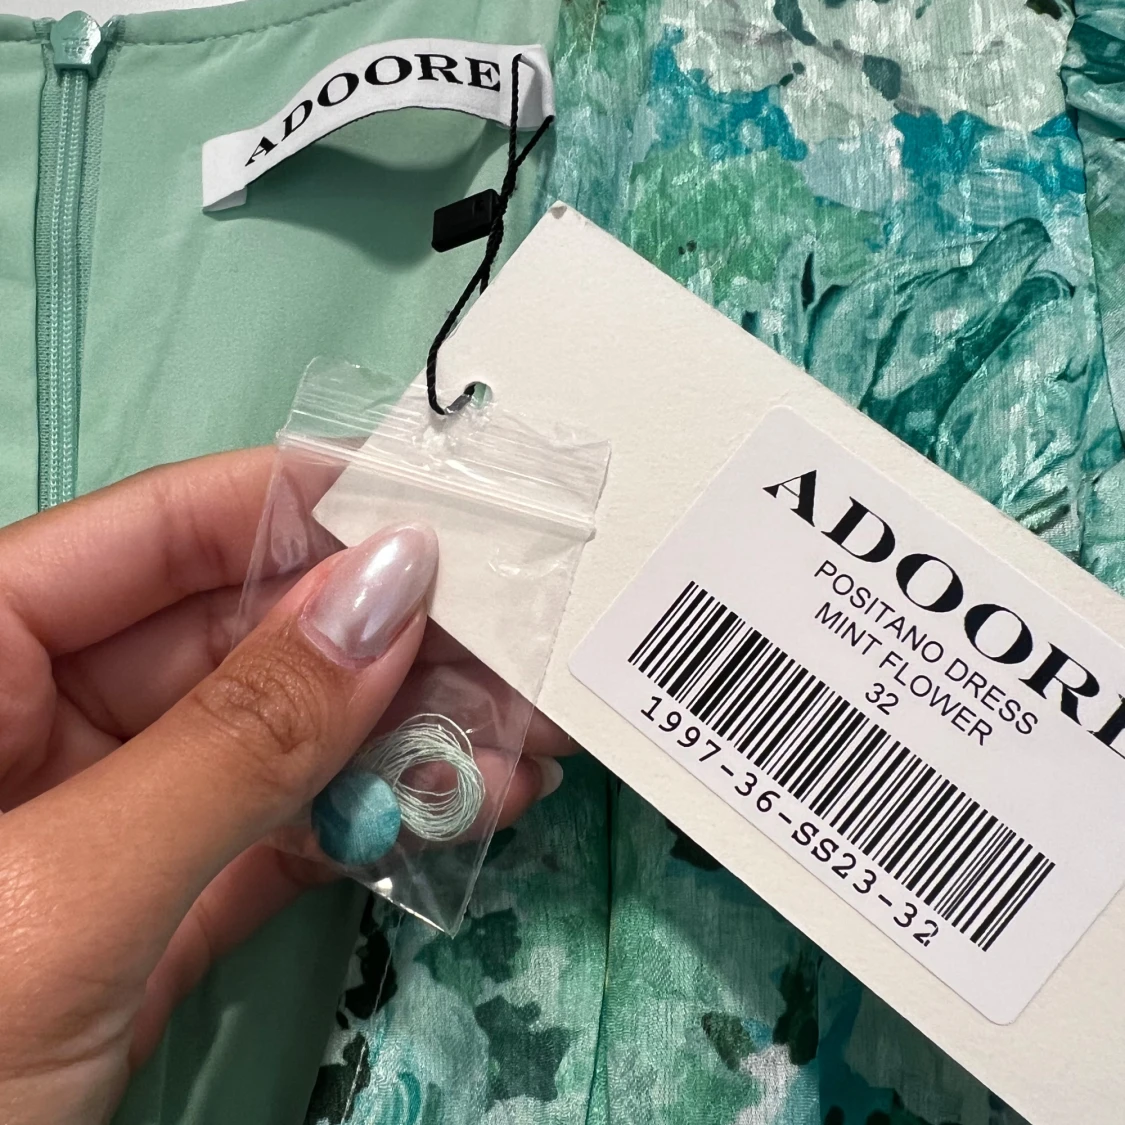 ADOORE
ADOORE
POSITANO DRESS
MINT FLOWER
32
1997-36-SS23-32